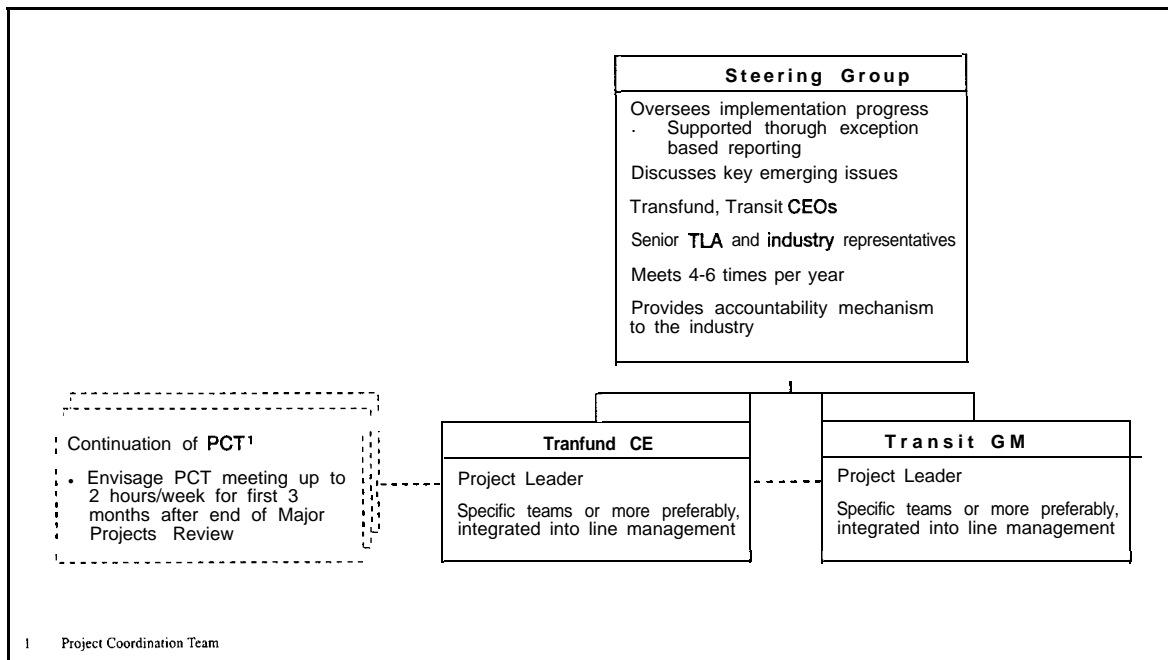 Steering Group
Oversees implementation progress
· Supported thorugh exception
based reporting
Discusses key emerging issues
Transfund, Transit CEOs
Senior TLA and industry representatives
Meets 4-6 times per year
Provides accountability mechanism
to the industry
Continuation of PCT¹
• Envisage PCT meeting up to
2 hours/week for first 3
months after end of Major
Projects Review
Tranfund CE
Project Leader
Specific teams or more preferably,
integrated into line management
Transit GM
Project Leader
Specific teams or more preferably,
integrated into line management
1 Project Coordination Team